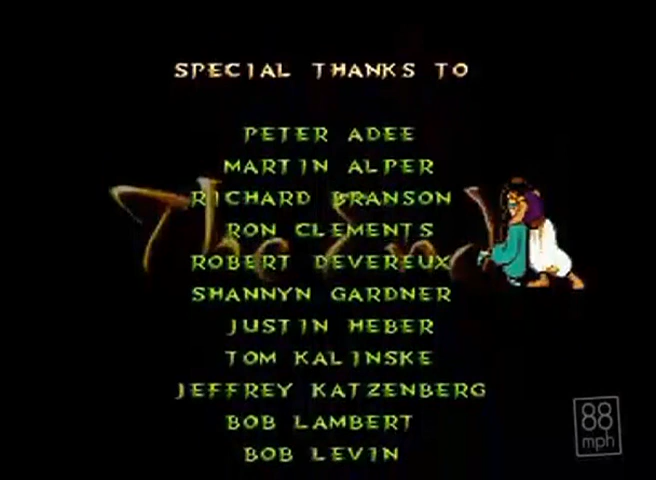 SPECIAL THANKS TO
PETER ADEE
MARTIN ALPER
RICHARD BRANSON
RON CLEMENTS
ROBERT DEVEREUX
SHANNYN GARDNER
JUSTIN HEBER
TOM KALINSKE
JEFFREY KATZENBERG
BOB LAMBERT
BOB LEVIN
The End
88
mph